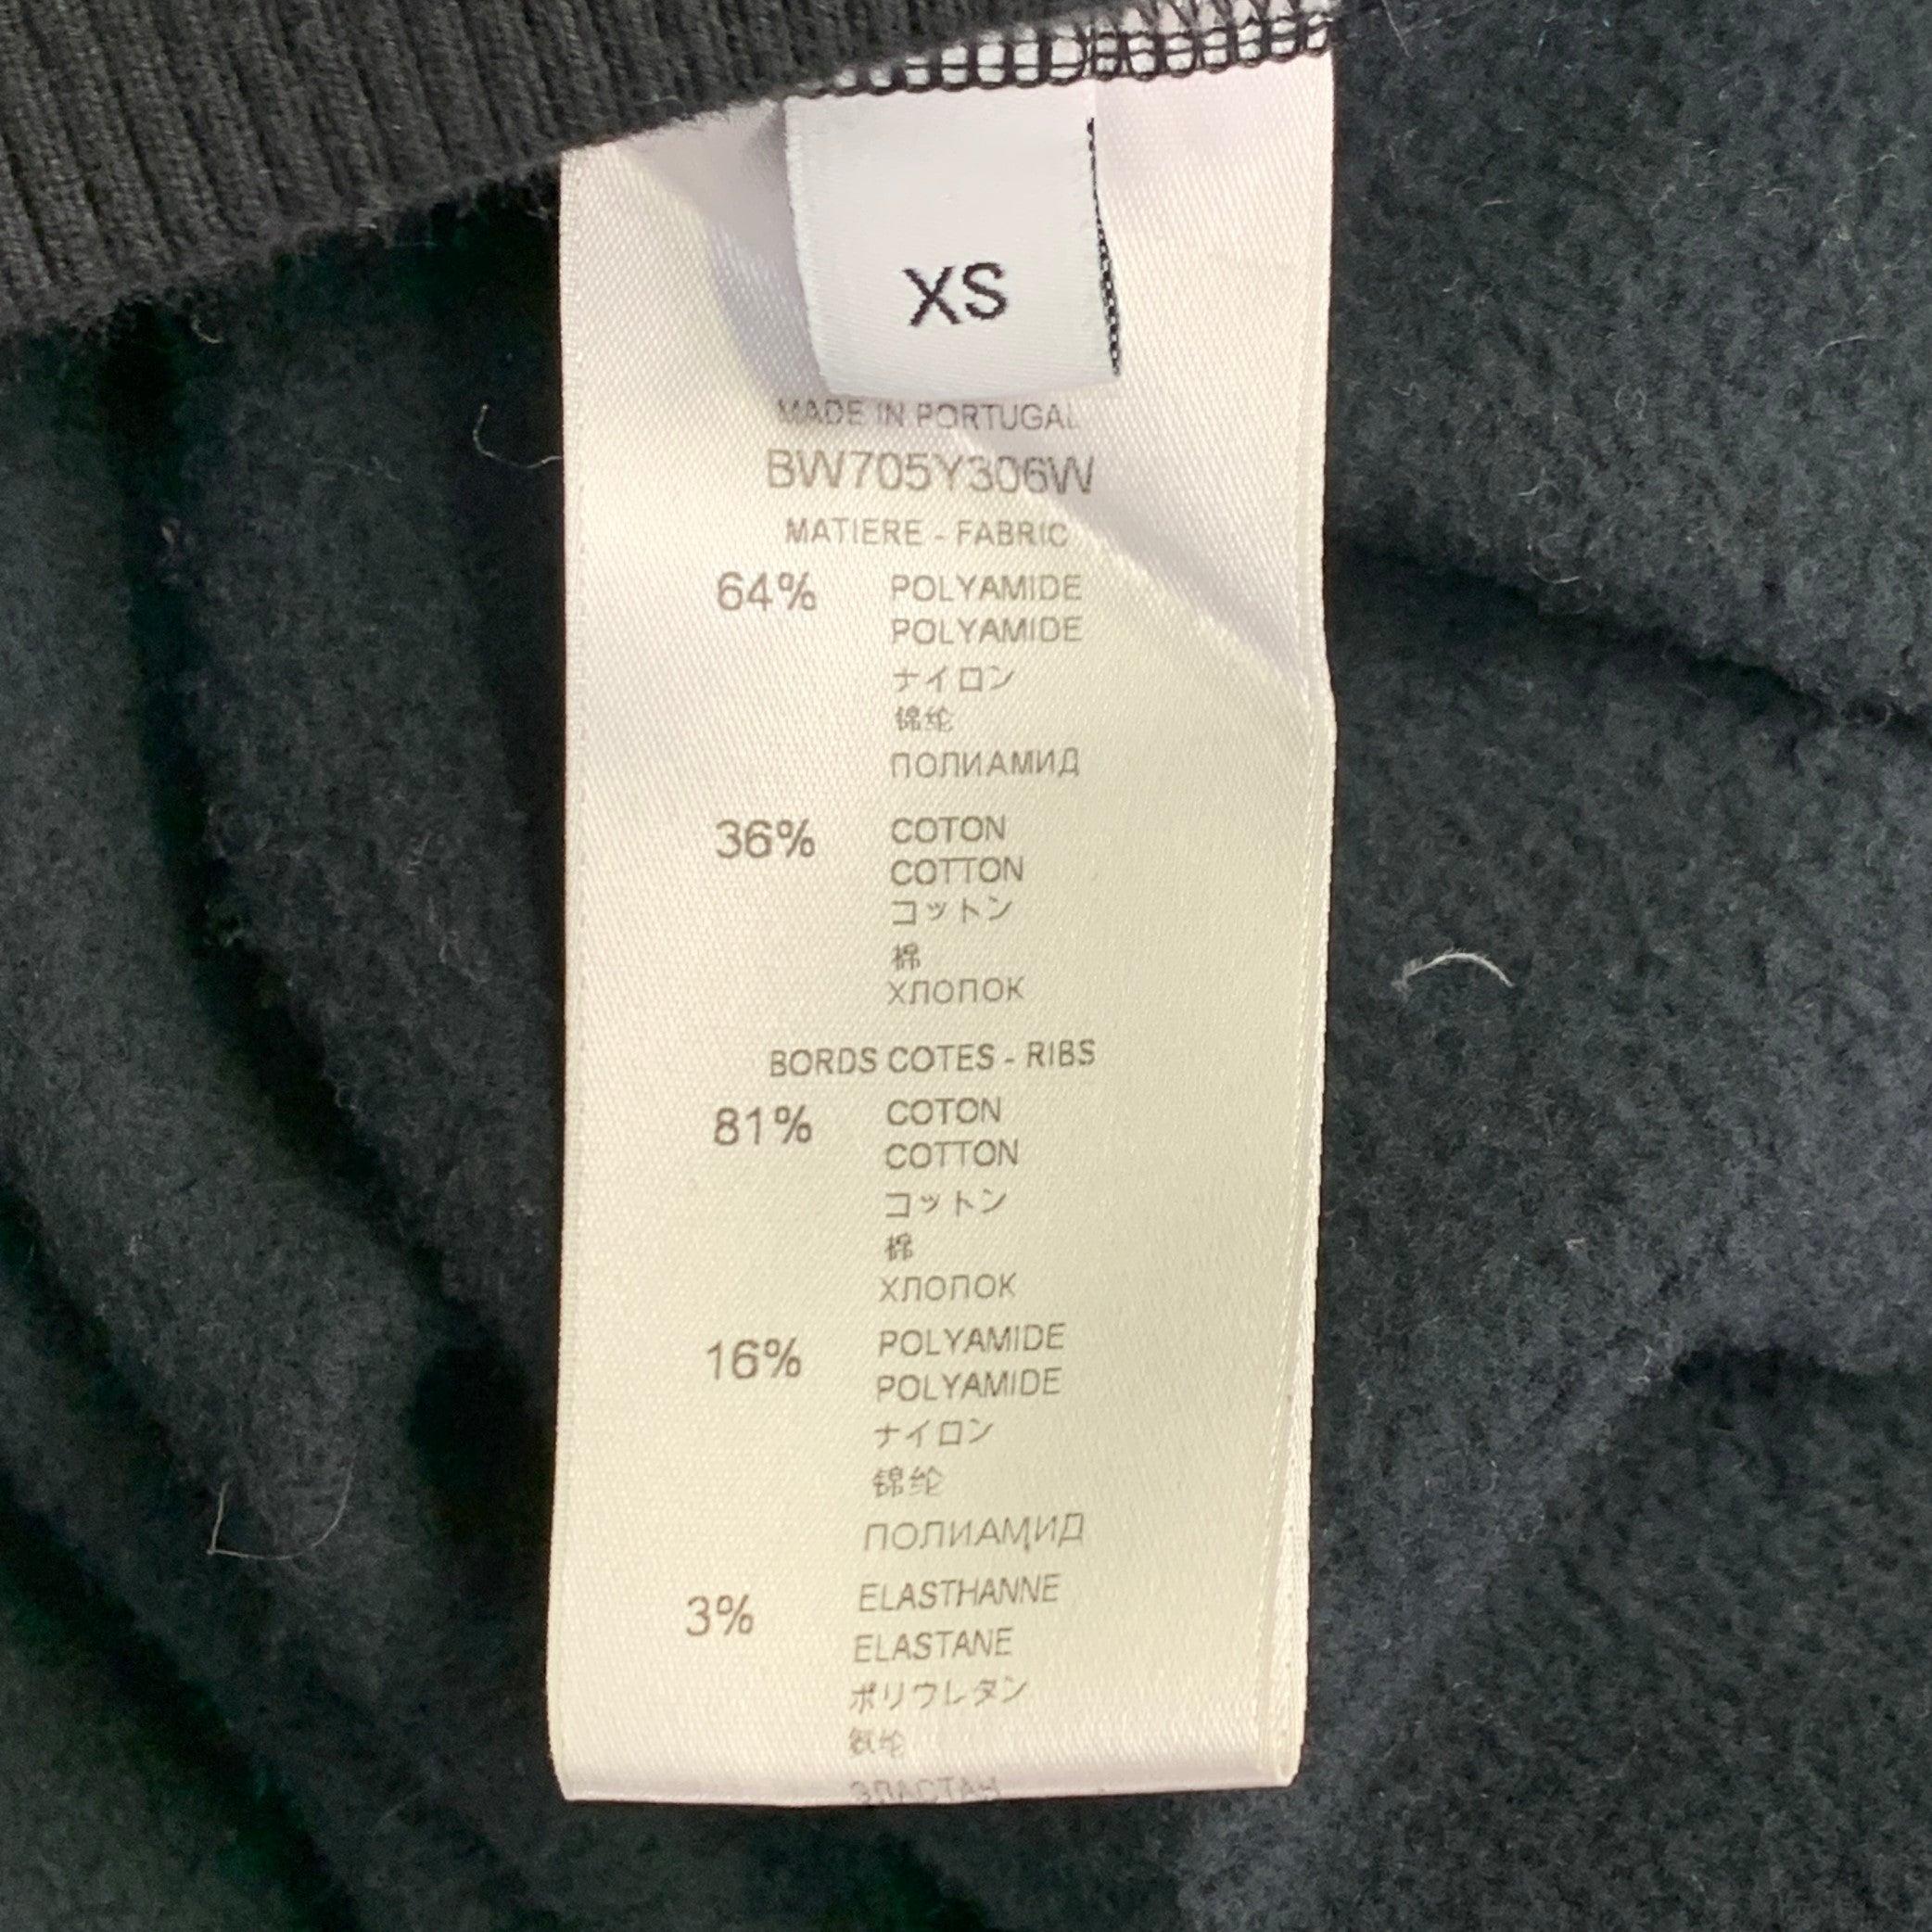 XS
MADE IN PORTUGAL
BW705Y306W
MATIERE - FABRIC
64% POLYAMIDE
POLYAMIDE
ナイロン
锦纶
ПОЛИАМИД
36% COTON
COTTON
コットン
棉
ХЛОПОК
BORDS COTES - RIBS
81% COTON
COTTON
コットン
棉
ХЛОПОК
16% POLYAMIDE
POLYAMIDE
ナイロン
锦纶
ПОЛИАМИД
3% ELASTHANNE
ELASTANE
ポリウレタン
氨纶
ЭЛАСТАН